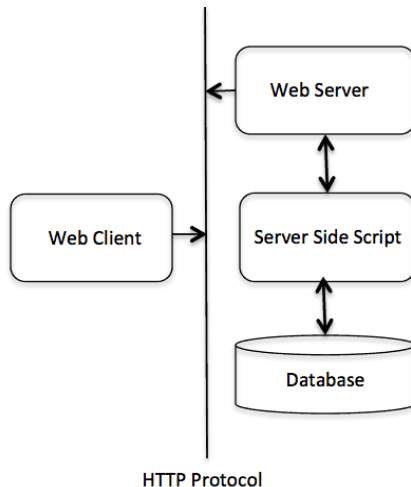 Web Server
Web Client
Server Side Script
Database
HTTP Protocol